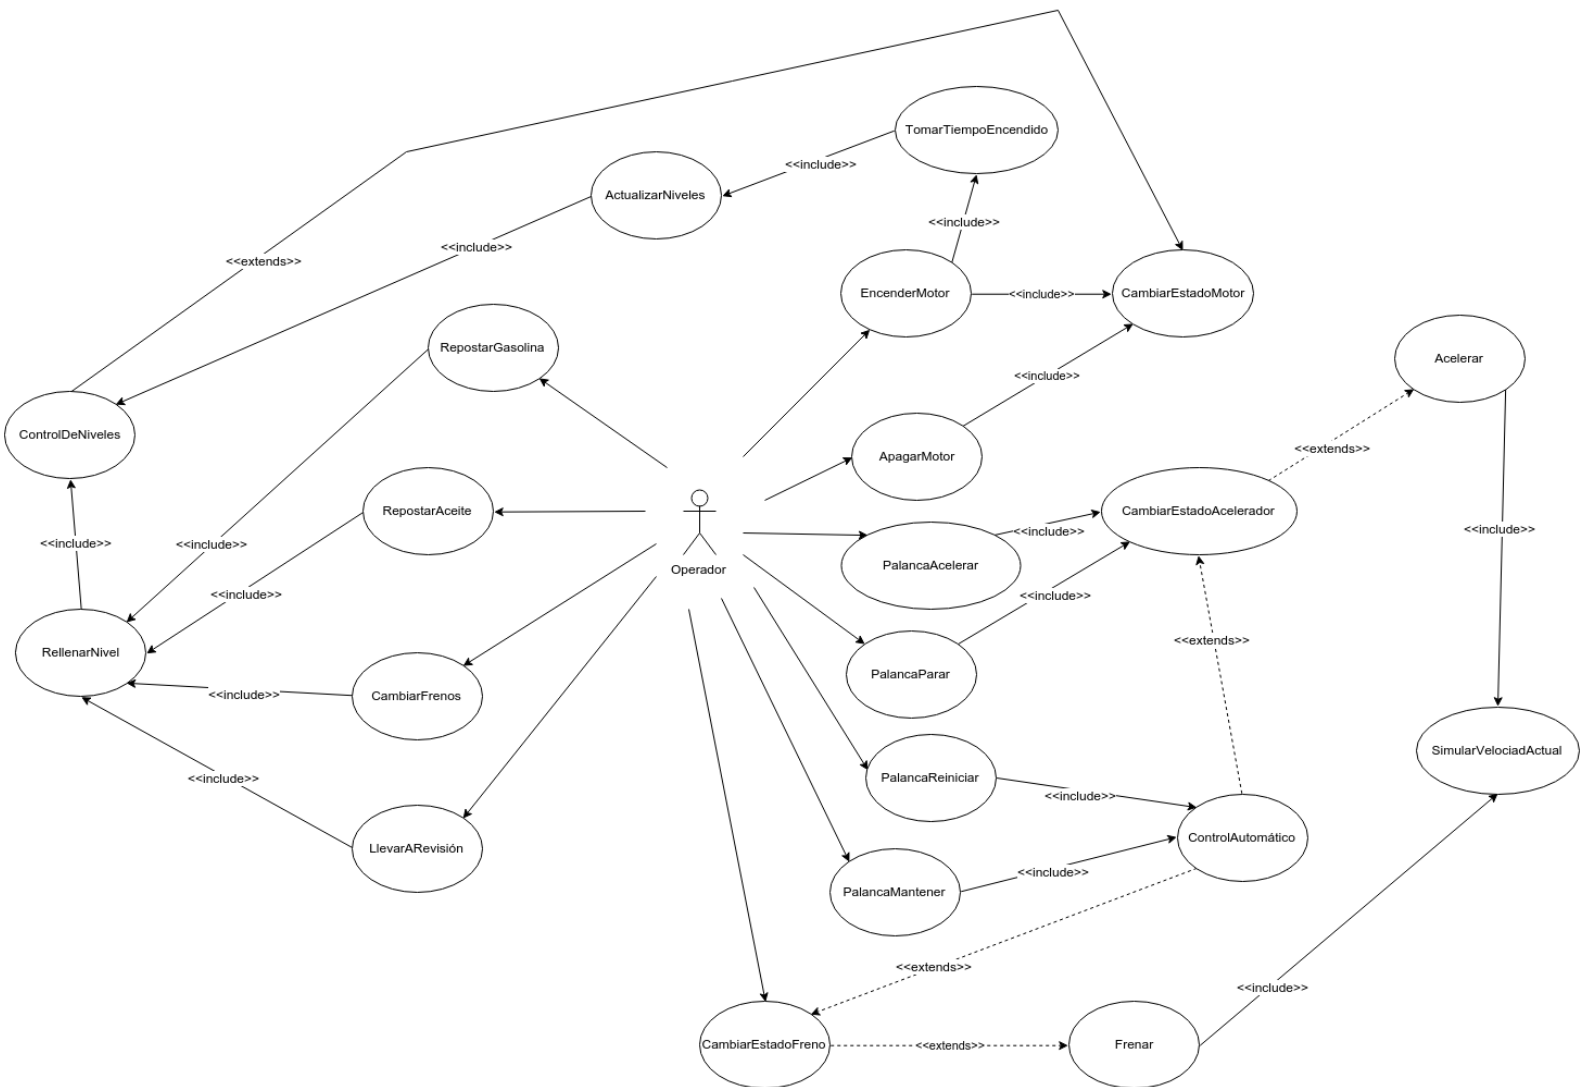 TomarTiempoEncendido
<<include>>
ActualizarNiveles
<<include>>
<<include>>
<<extends>>
EncenderMotor
<<include>>
CambiarEstadoMotor
RepostarGasolina
Acelerar
<<include>>
ControlDeNiveles
<<extends>>
ApagarMotor
RepostarAceite
CambiarEstadoAcelerador
<<include>>
<<include>>
<<include>>
<<include>>
PalancaAcelerar
Operador
<<include>>
<<include>>
<<extends>>
RellenarNivel
PalancaParar
CambiarFrenos
<<include>>
SimularVelociadActual
<<include>>
PalancaReiniciar
<<include>>
ControlAutomático
LlevarARevisión
<<include>>
PalancaMantener
<<extends>>
<<include>>
CambiarEstadoFreno
<<extends>>
Frenar